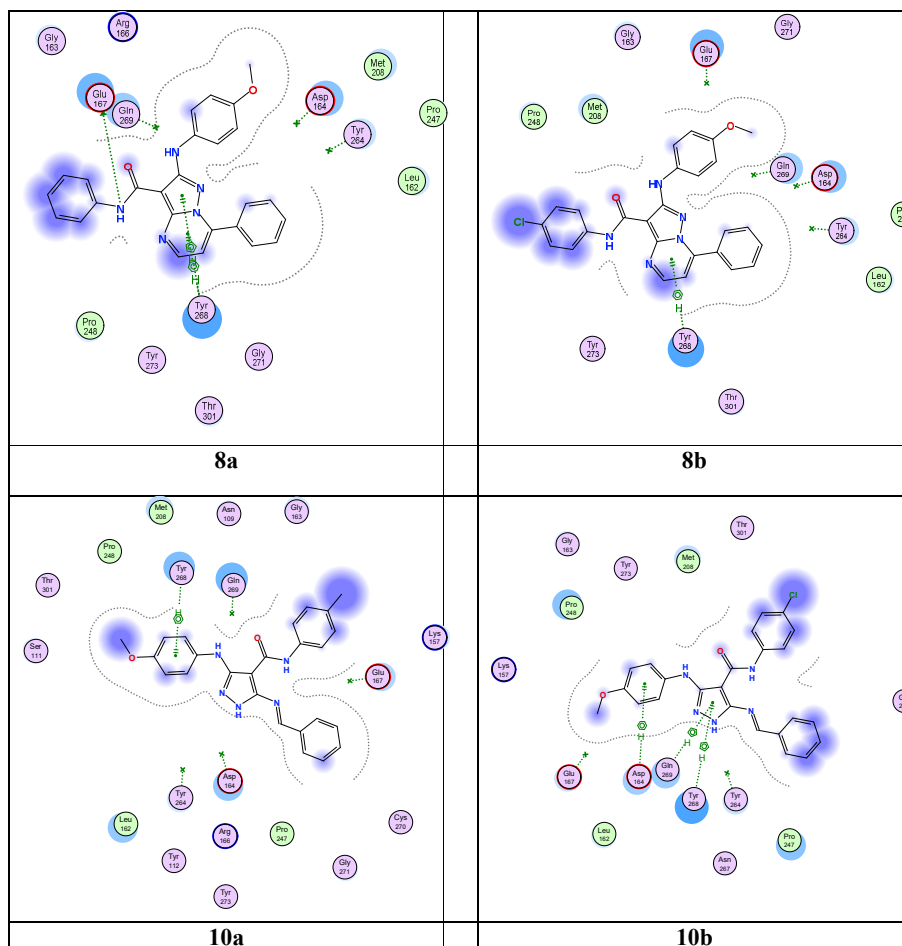 Arg
166
Gly
163
Met
208
Glu
167
Gln
269
Asp
164
Pro
247
Tyr
264
Leu
162
O
HN
O
N
N
N
H
N
H
H
Tyr
268
Pro
248
Tyr
273
Gly
271
Thr
301
8a
Gly
271
Gly
163
Glu
167
Pro
248
Met
208
O
Gln
269
Asp
164
HN
O
Cl
N
NH
N
N
Tyr
264
Leu
162
H
Tyr
268
Tyr
273
Thr
301
8b
Met
208
Asn
109
Gly
163
Pro
248
Tyr
268
Gln
269
Thr
301
H
Lys
157
Ser
111
H
N
O
O
N
H
Glu
167
N
N
H
N
Asp
164
Tyr
264
Leu
162
Arg
166
Pro
247
Cys
270
Tyr
112
Gly
271
Tyr
273
10a
Thr
301
Gly
163
Tyr
273
Met
208
Cl
Pro
248
Lys
157
H
N
O
N
H
O
N
NH
N
H
H
H
Glu
167
Asp
164
Gln
269
Tyr
268
Tyr
264
Leu
162
Pro
247
Asn
267
10b